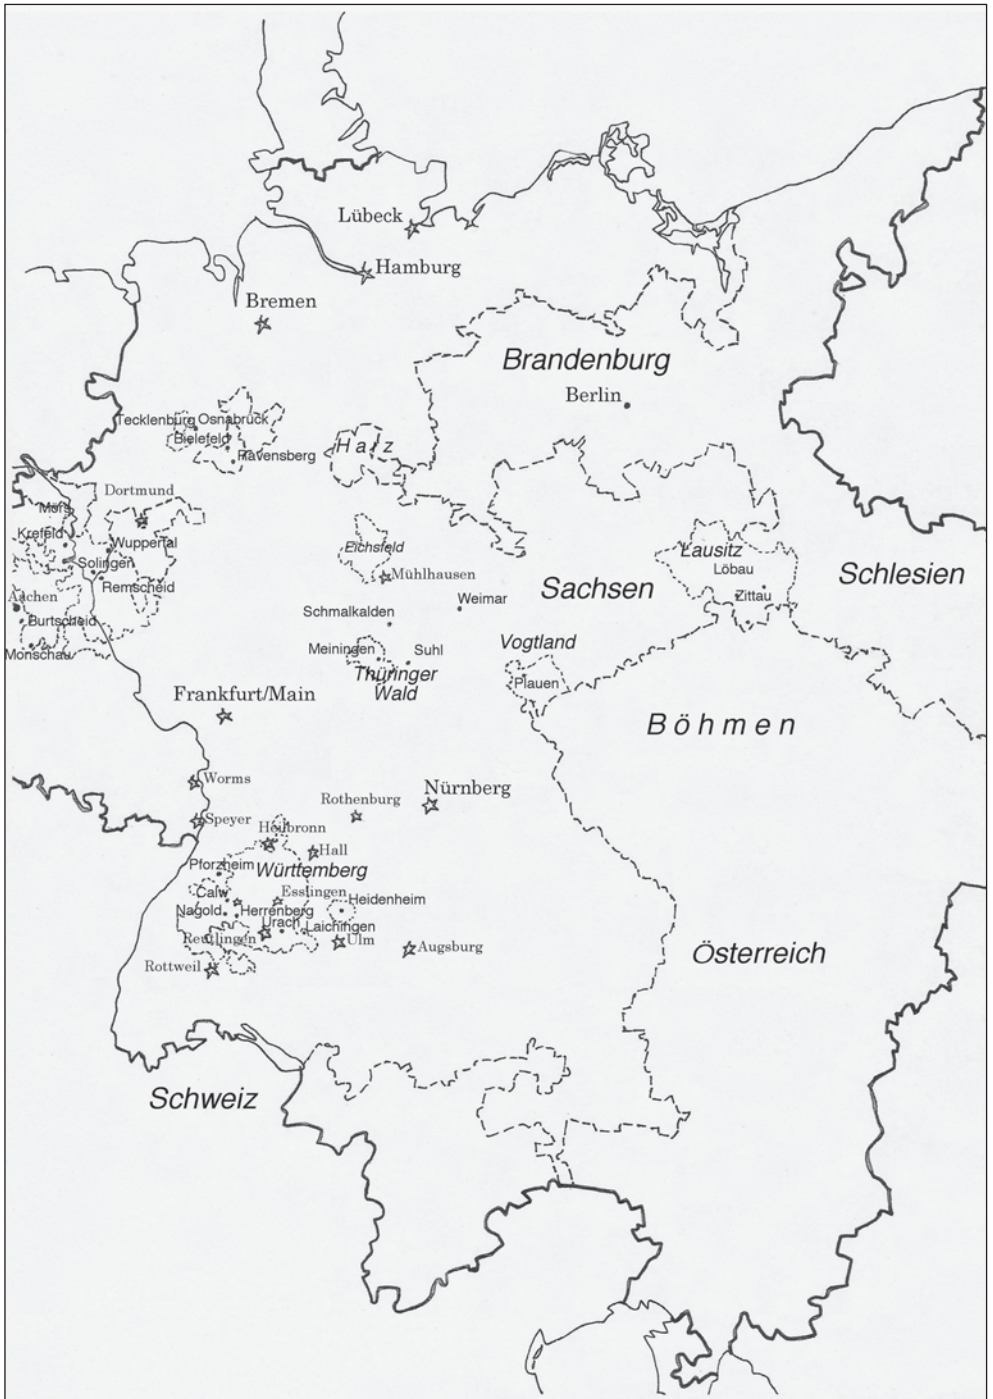 Lübeck
Hamburg
Bremen
Brandenburg
Berlin
Tecklenburg
Osnabrück
Bielefeld
Ravensberg
Harz
Dortmund
Mörs
Krefeld
Wuppertal
Solingen
Remscheid
Aachen
Burtscheid
Monschau
Eichsfeld
Mühlhausen
Schmalkalden
Weimar
Meiningen
Suhl
Thüringer
Wald
Sachsen
Lausitz
Löbau
Zittau
Schlesien
Vogtland
Plauen
Böhmen
Frankfurt/Main
Worms
Speyer
Rothenburg
Nürnberg
Heilbronn
Hall
Pforzheim
Württemberg
Calw
Esslingen
Heidenheim
Nagold
Herrenberg
Urach
Laichingen
Reutlingen
Ulm
Augsburg
Rottweil
Österreich
Schweiz